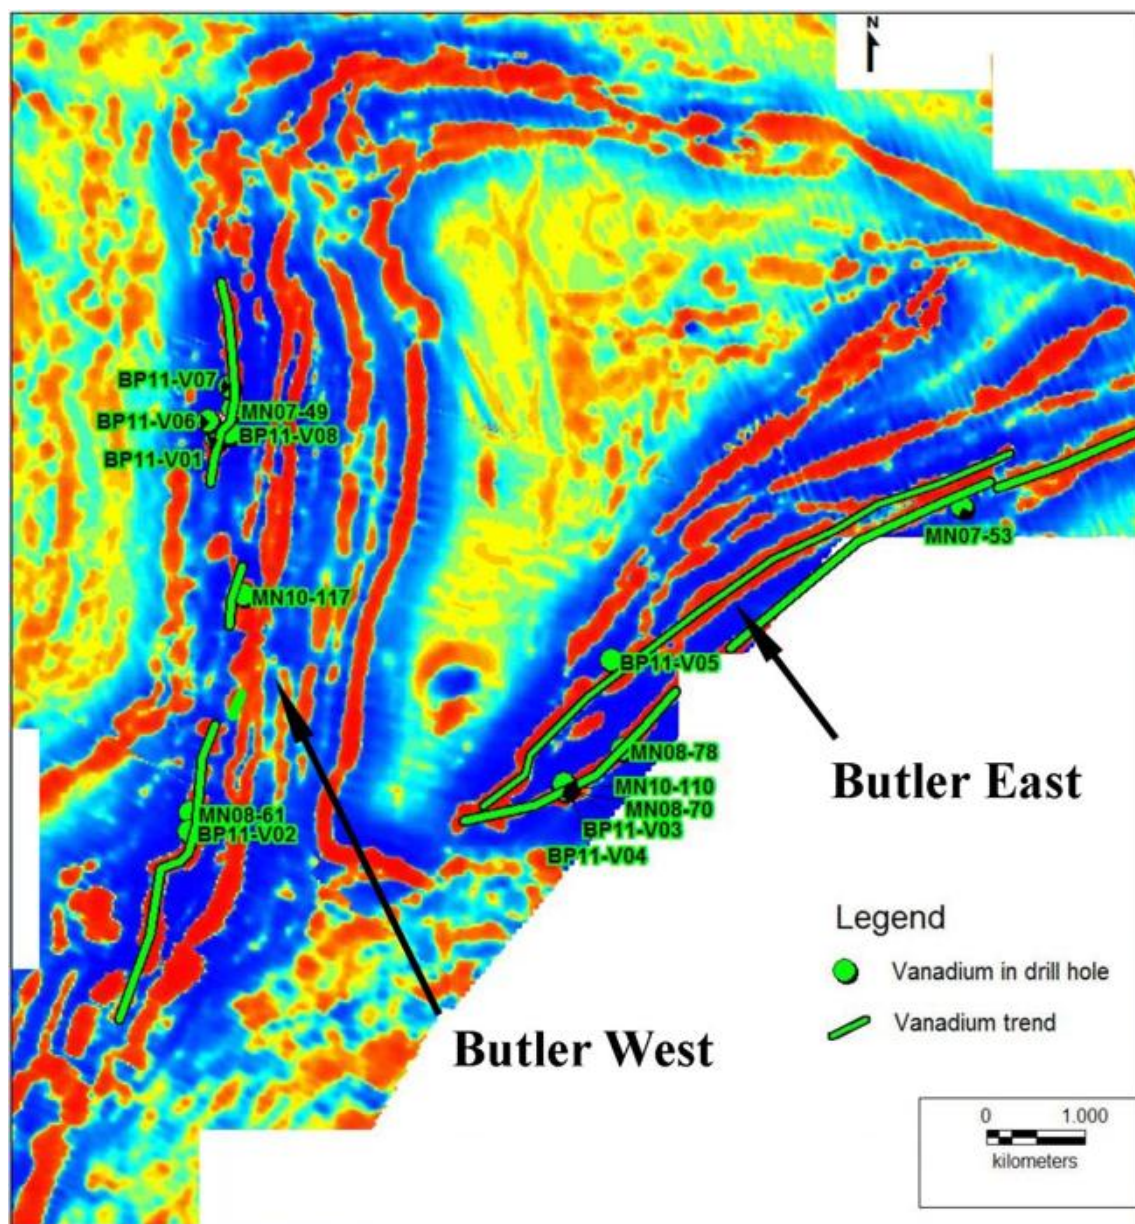 N
BP11-V07
BP11-V06
MN07-49
BP11-V08
BP11-V01
MN07-53
MN10-117
BP11-V05
MN08-78
Butler East
MN10-110
MN08-61
MN08-70
BP11-V02
BP11-V03
BP11-V04
Legend
Vanadium in drill hole
Vanadium trend
Butler West
0 1.000
kilometers